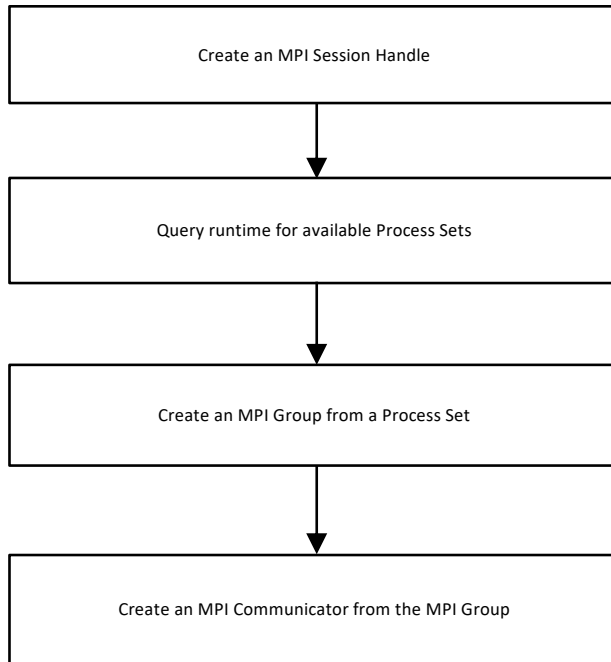 Create an MPI Session Handle
Query runtime for available Process Sets
Create an MPI Group from a Process Set
Create an MPI Communicator from the MPI Group